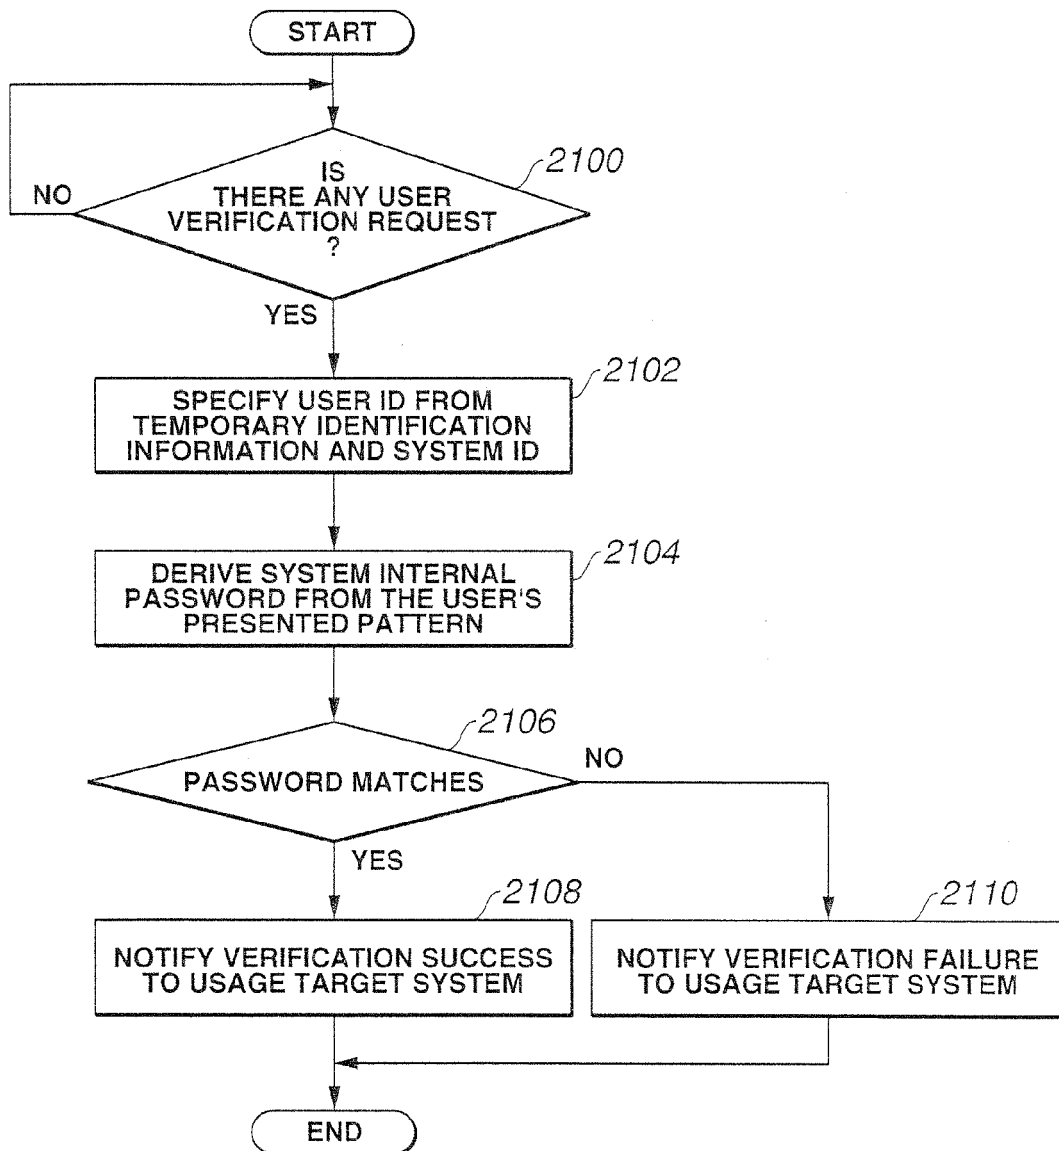 START
2100
IS
THERE ANY USER
VERIFICATION REQUEST
?
NO
YES
2102
SPECIFY USER ID FROM
TEMPORARY IDENTIFICATION
INFORMATION AND SYSTEM ID
2104
DERIVE SYSTEM INTERNAL
PASSWORD FROM THE USER'S
PRESENTED PATTERN
2106
PASSWORD MATCHES
NO
YES
2108
NOTIFY VERIFICATION SUCCESS
TO USAGE TARGET SYSTEM
2110
NOTIFY VERIFICATION FAILURE
TO USAGE TARGET SYSTEM
END